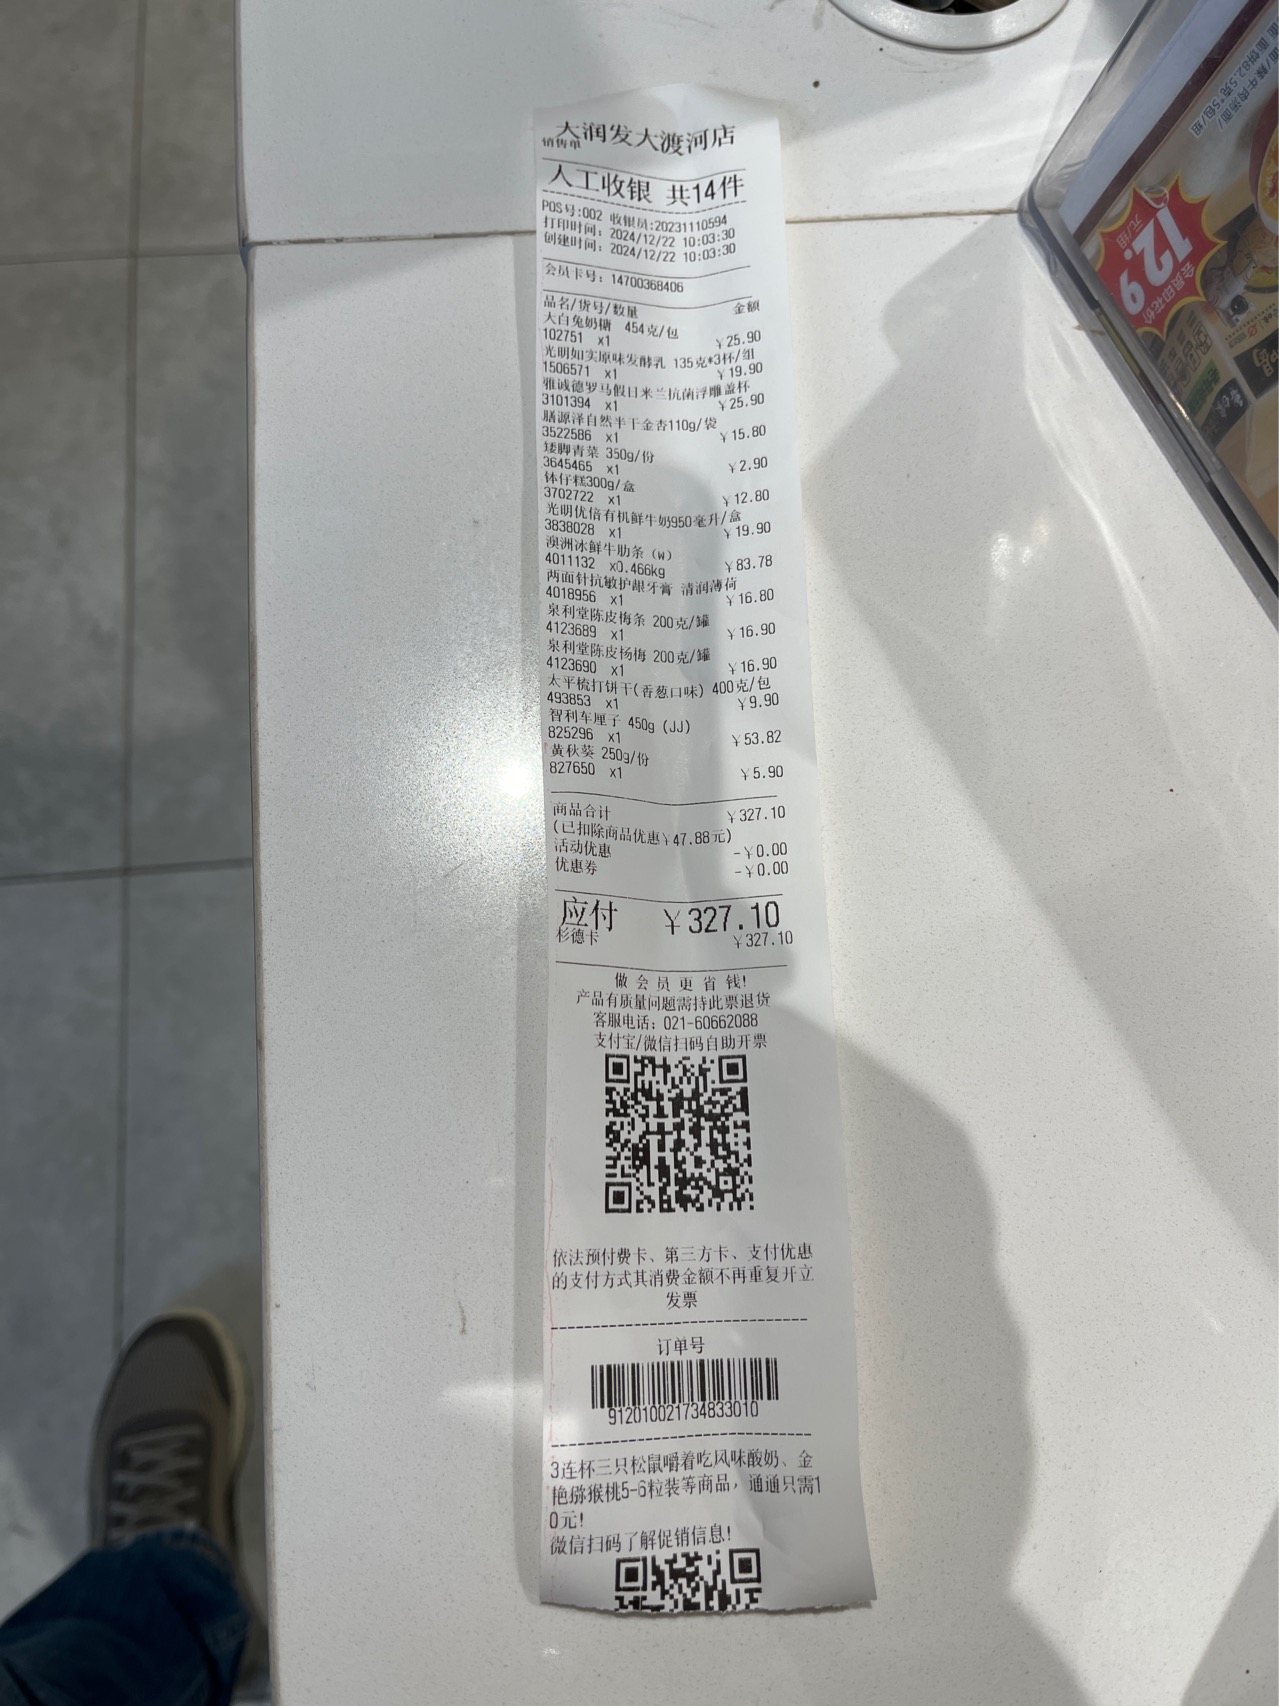 大润发大渡河店
销售单
人工收银 共14件
POS号:002 收银员:20231110594
打印时间: 2024/12/22 10:03:30
创建时间: 2024/12/22 10:03:30
会员卡号: 14700368406
品名/货号/数量 金额
大白兔奶糖 454克/包
102751 x1 ¥25.90
光明如实原味发酵乳 135克*3杯/组
1506571 x1 ¥19.90
雅诚德罗马假日米兰抗菌浮雕盖杯
3101394 x1 ¥25.90
膳源泽自然半干金杏110g/袋
3522586 x1 ¥15.80
矮脚青菜 350g/份
3645465 x1 ¥2.90
钵仔糕300g/盒
3702722 x1 ¥12.80
光明优倍有机鲜牛奶950毫升/盒
3838028 x1 ¥19.90
澳洲冰鲜牛肋条（W）
4011132 x0.466kg ¥83.78
两面针抗敏护龈牙膏 清润薄荷
4018956 x1 ¥16.80
泉利堂陈皮梅条 200克/罐
4123689 x1 ¥16.90
泉利堂陈皮杨梅 200克/罐
4123690 x1 ¥16.90
太平梳打饼干(香葱口味) 400克/包
493853 x1 ¥9.90
智利车厘子 450g (JJ)
825296 x1 ¥53.82
黄秋葵 250g/份
827650 x1 ¥5.90
商品合计 ¥327.10
(已扣除商品优惠¥47.88元)
活动优惠 -¥0.00
优惠券 -¥0.00
应付 ¥327.10
杉德卡 ¥327.10
做 会 员 更 省 钱!
产品有质量问题需持此票退货
客服电话: 021-60662088
支付宝/微信扫码自助开票
依法预付费卡、第三方卡、支付优惠
的支付方式其消费金额不再重复开立
发票
订单号
912010021734833010
3连杯三只松鼠嚼着吃风味酸奶、金
艳猕猴桃5-6粒装等商品，通通只需1
0元!
微信扫码了解促销信息!
12.9
元/组
会员印花价